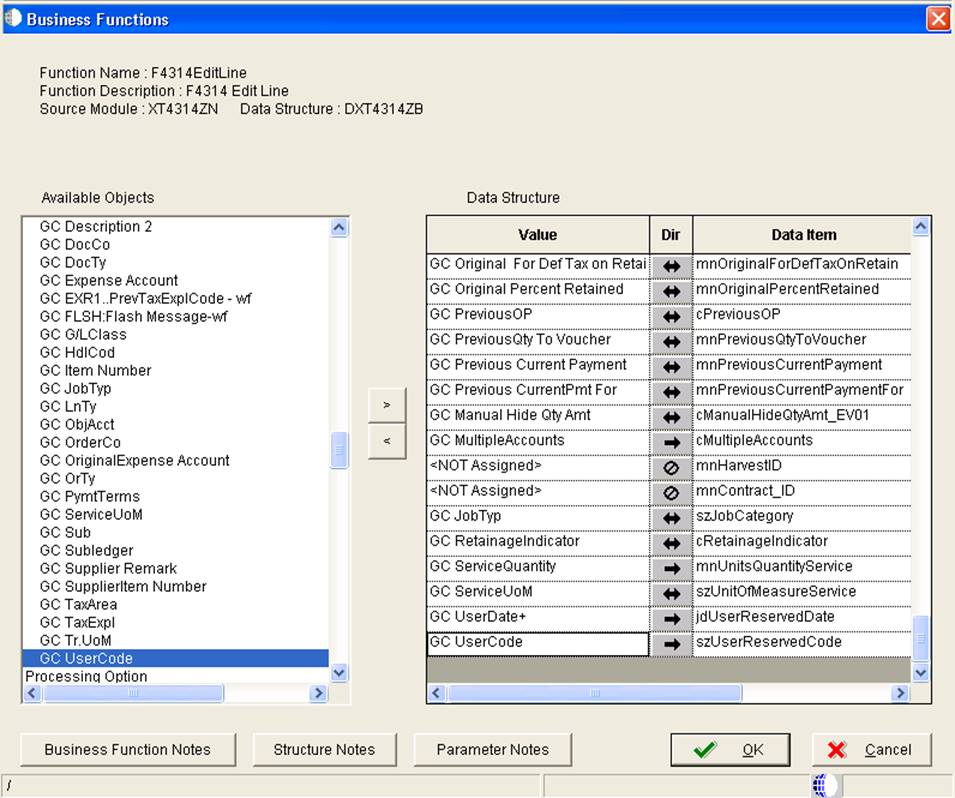 Business Functions
Function Name : F4314EditLine
Function Description : F4314 Edit Line
Source Module : XT4314ZN Data Structure : DXT4314ZB
Available Objects
GC Description 2
GC DocCo
GC DocTy
GC Expense Account
GC EXR1..PrevTaxExplCode - wf
GC FLSH:Flash Message-wf
GC G/LClass
GC HdlCod
GC Item Number
GC JobTyp
GC LnTy
GC ObjAcct
GC OrderCo
GC OriginalExpense Account
GC OrTy
GC PymtTerms
GC ServiceUoM
GC Sub
GC Subledger
GC Supplier Remark
GC SupplierItem Number
GC TaxArea
GC TaxExpl
GC Tr.UoM
GC UserCode
Processing Option
>
<
Data Structure
Value Dir Data Item
GC Original For Def Tax on Retai mnOriginalForDefTaxOnRetain
GC Original Percent Retained mnOriginalPercentRetained
GC PreviousOP cPreviousOP
GC PreviousQty To Voucher mnPreviousQtyToVoucher
GC Previous Current Payment mnPreviousCurrentPayment
GC Previous CurrentPmt For mnPreviousCurrentPaymentFor
GC Manual Hide Qty Amt cManualHideQtyAmt_EV01
GC MultipleAccounts cMultipleAccounts
<NOT Assigned> mnHarvestID
<NOT Assigned> mnContract_ID
GC JobTyp szJobCategory
GC RetainageIndicator cRetainageIndicator
GC ServiceQuantity mnUnitsQuantityService
GC ServiceUoM szUnitOfMeasureService
GC UserDate+ jdUserReservedDate
GC UserCode szUserReservedCode
Business Function Notes Structure Notes Parameter Notes OK Cancel
/